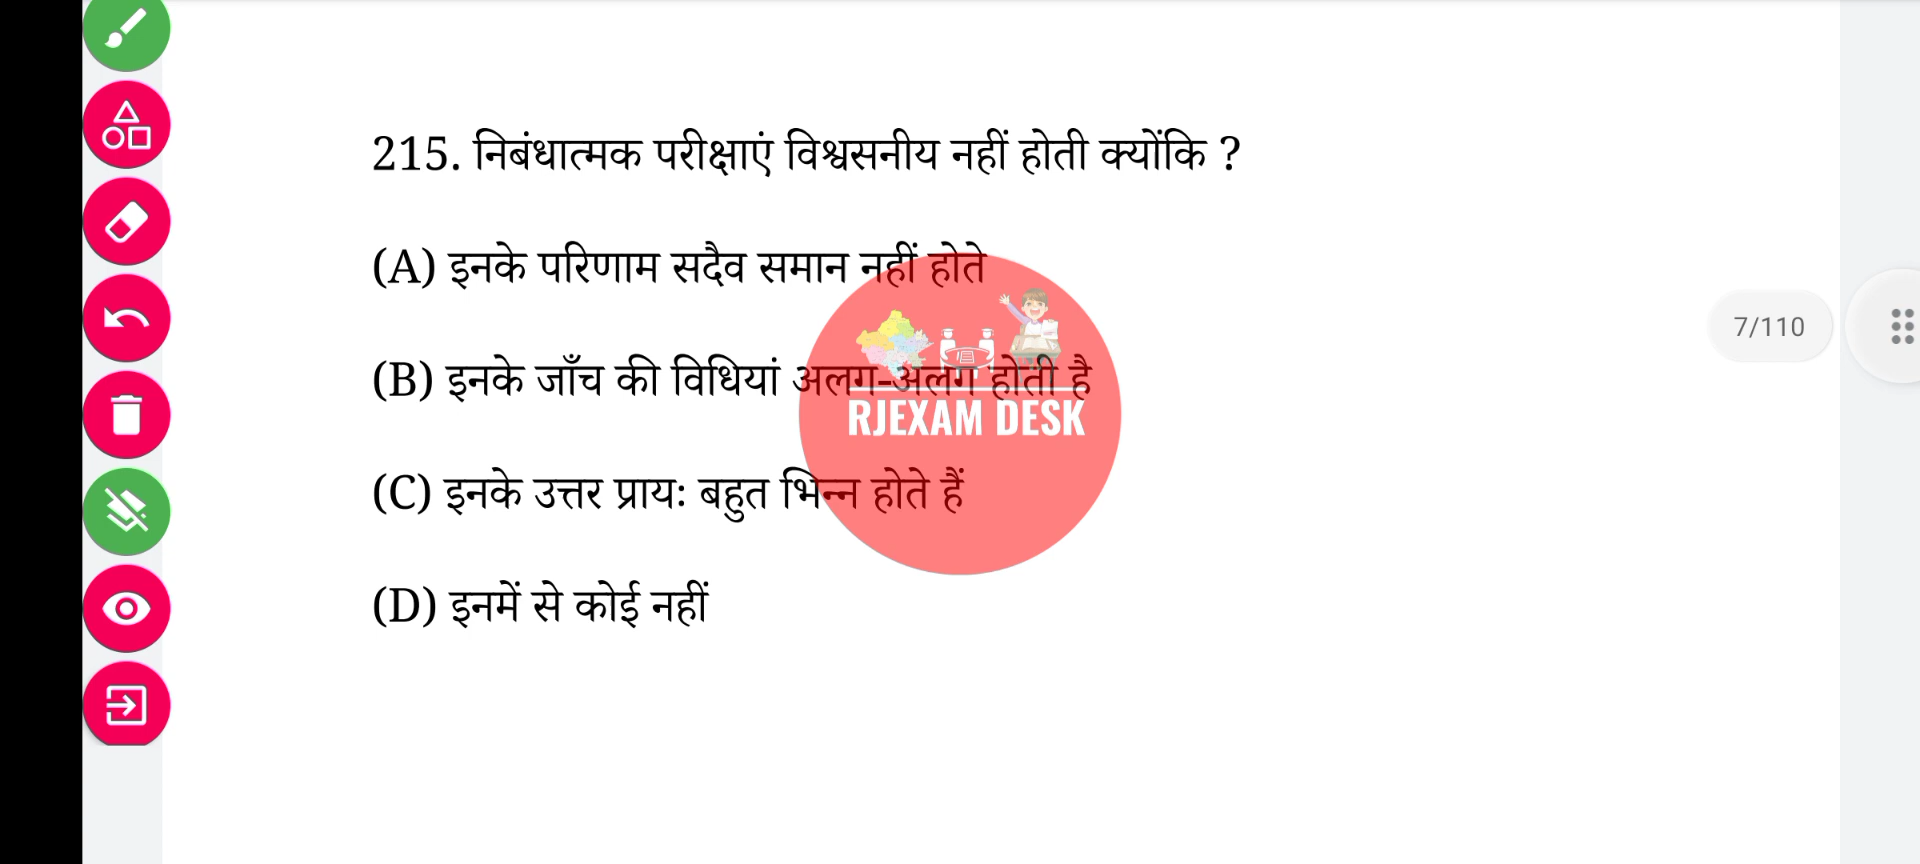 215. निबंधात्मक परीक्षाएं विश्वसनीय नहीं होती क्योंकि ?
(A) इनके परिणाम सदैव समान नहीं होते
(B) इनके जाँच की विधियां अलग-अलग होती है
RJEXAM DESK
(C) इनके उत्तर प्रायः बहुत भिन्न होते हैं
(D) इनमें से कोई नहीं
7/110